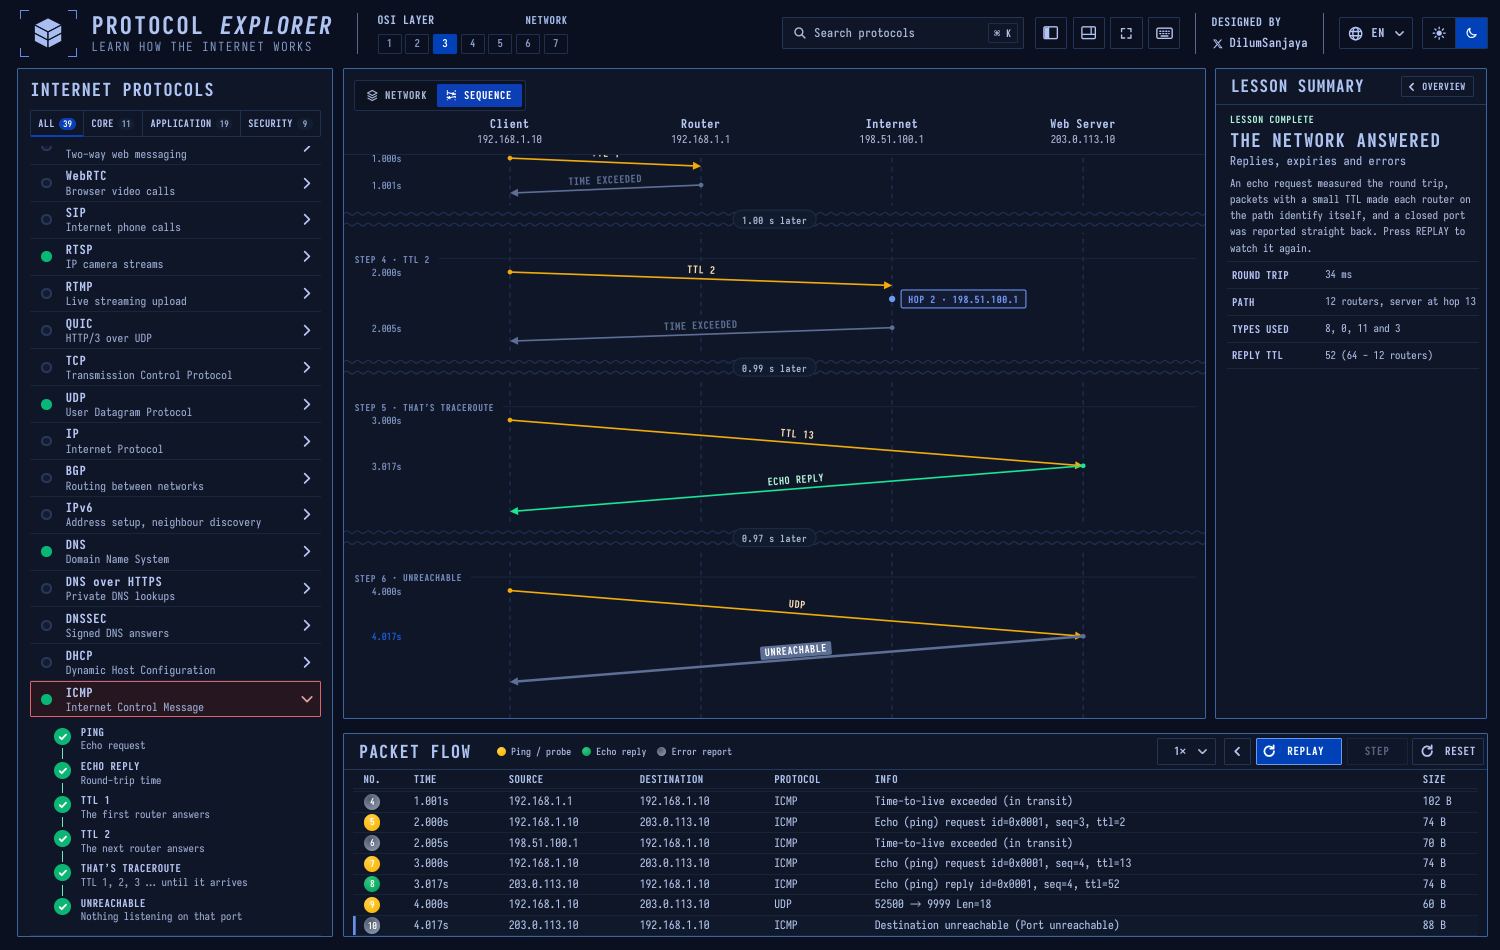 PROTOCOL EXPLORER
LEARN HOW THE INTERNET WORKS
OSI LAYER NETWORK
1 2 3 4 5 6 7
Search protocols ⌘ K
DESIGNED BY
DilumSanjaya
EN
INTERNET PROTOCOLS
ALL 39 CORE 11 APPLICATION 19 SECURITY 9
Two-way web messaging
WebRTC
Browser video calls
SIP
Internet phone calls
RTSP
IP camera streams
RTMP
Live streaming upload
QUIC
HTTP/3 over UDP
TCP
Transmission Control Protocol
UDP
User Datagram Protocol
IP
Internet Protocol
BGP
Routing between networks
IPv6
Address setup, neighbour discovery
DNS
Domain Name System
DNS over HTTPS
Private DNS lookups
DNSSEC
Signed DNS answers
DHCP
Dynamic Host Configuration
ICMP
Internet Control Message
PING
Echo request
ECHO REPLY
Round-trip time
TTL 1
The first router answers
TTL 2
The next router answers
THAT'S TRACEROUTE
TTL 1, 2, 3 … until it arrives
UNREACHABLE
Nothing listening on that port
NETWORK SEQUENCE
Client Router Internet Web Server
192.168.1.10 192.168.1.1 198.51.100.1 203.0.113.10
1.000s
1.001s TIME EXCEEDED
1.00 s later
STEP 4 · TTL 2
2.000s TTL 2
HOP 2 · 198.51.100.1
2.005s TIME EXCEEDED
0.99 s later
STEP 5 · THAT'S TRACEROUTE
3.000s TTL 13
3.017s
ECHO REPLY
0.97 s later
STEP 6 · UNREACHABLE
4.000s
UDP
4.017s
UNREACHABLE
LESSON SUMMARY OVERVIEW
LESSON COMPLETE
THE NETWORK ANSWERED
Replies, expiries and errors
An echo request measured the round trip,
packets with a small TTL made each router on
the path identify itself, and a closed port
was reported straight back. Press REPLAY to
watch it again.
ROUND TRIP 34 ms
PATH 12 routers, server at hop 13
TYPES USED 8, 0, 11 and 3
REPLY TTL 52 (64 − 12 routers)
PACKET FLOW Ping / probe Echo reply Error report 1× REPLAY STEP RESET
NO. TIME SOURCE DESTINATION PROTOCOL INFO SIZE
4 1.001s 192.168.1.1 192.168.1.10 ICMP Time-to-live exceeded (in transit) 102 B
5 2.000s 192.168.1.10 203.0.113.10 ICMP Echo (ping) request id=0x0001, seq=3, ttl=2 74 B
6 2.005s 198.51.100.1 192.168.1.10 ICMP Time-to-live exceeded (in transit) 70 B
7 3.000s 192.168.1.10 203.0.113.10 ICMP Echo (ping) request id=0x0001, seq=4, ttl=13 74 B
8 3.017s 203.0.113.10 192.168.1.10 ICMP Echo (ping) reply id=0x0001, seq=4, ttl=52 74 B
9 4.000s 192.168.1.10 203.0.113.10 UDP 52500 → 9999 Len=18 60 B
10 4.017s 203.0.113.10 192.168.1.10 ICMP Destination unreachable (Port unreachable) 88 B